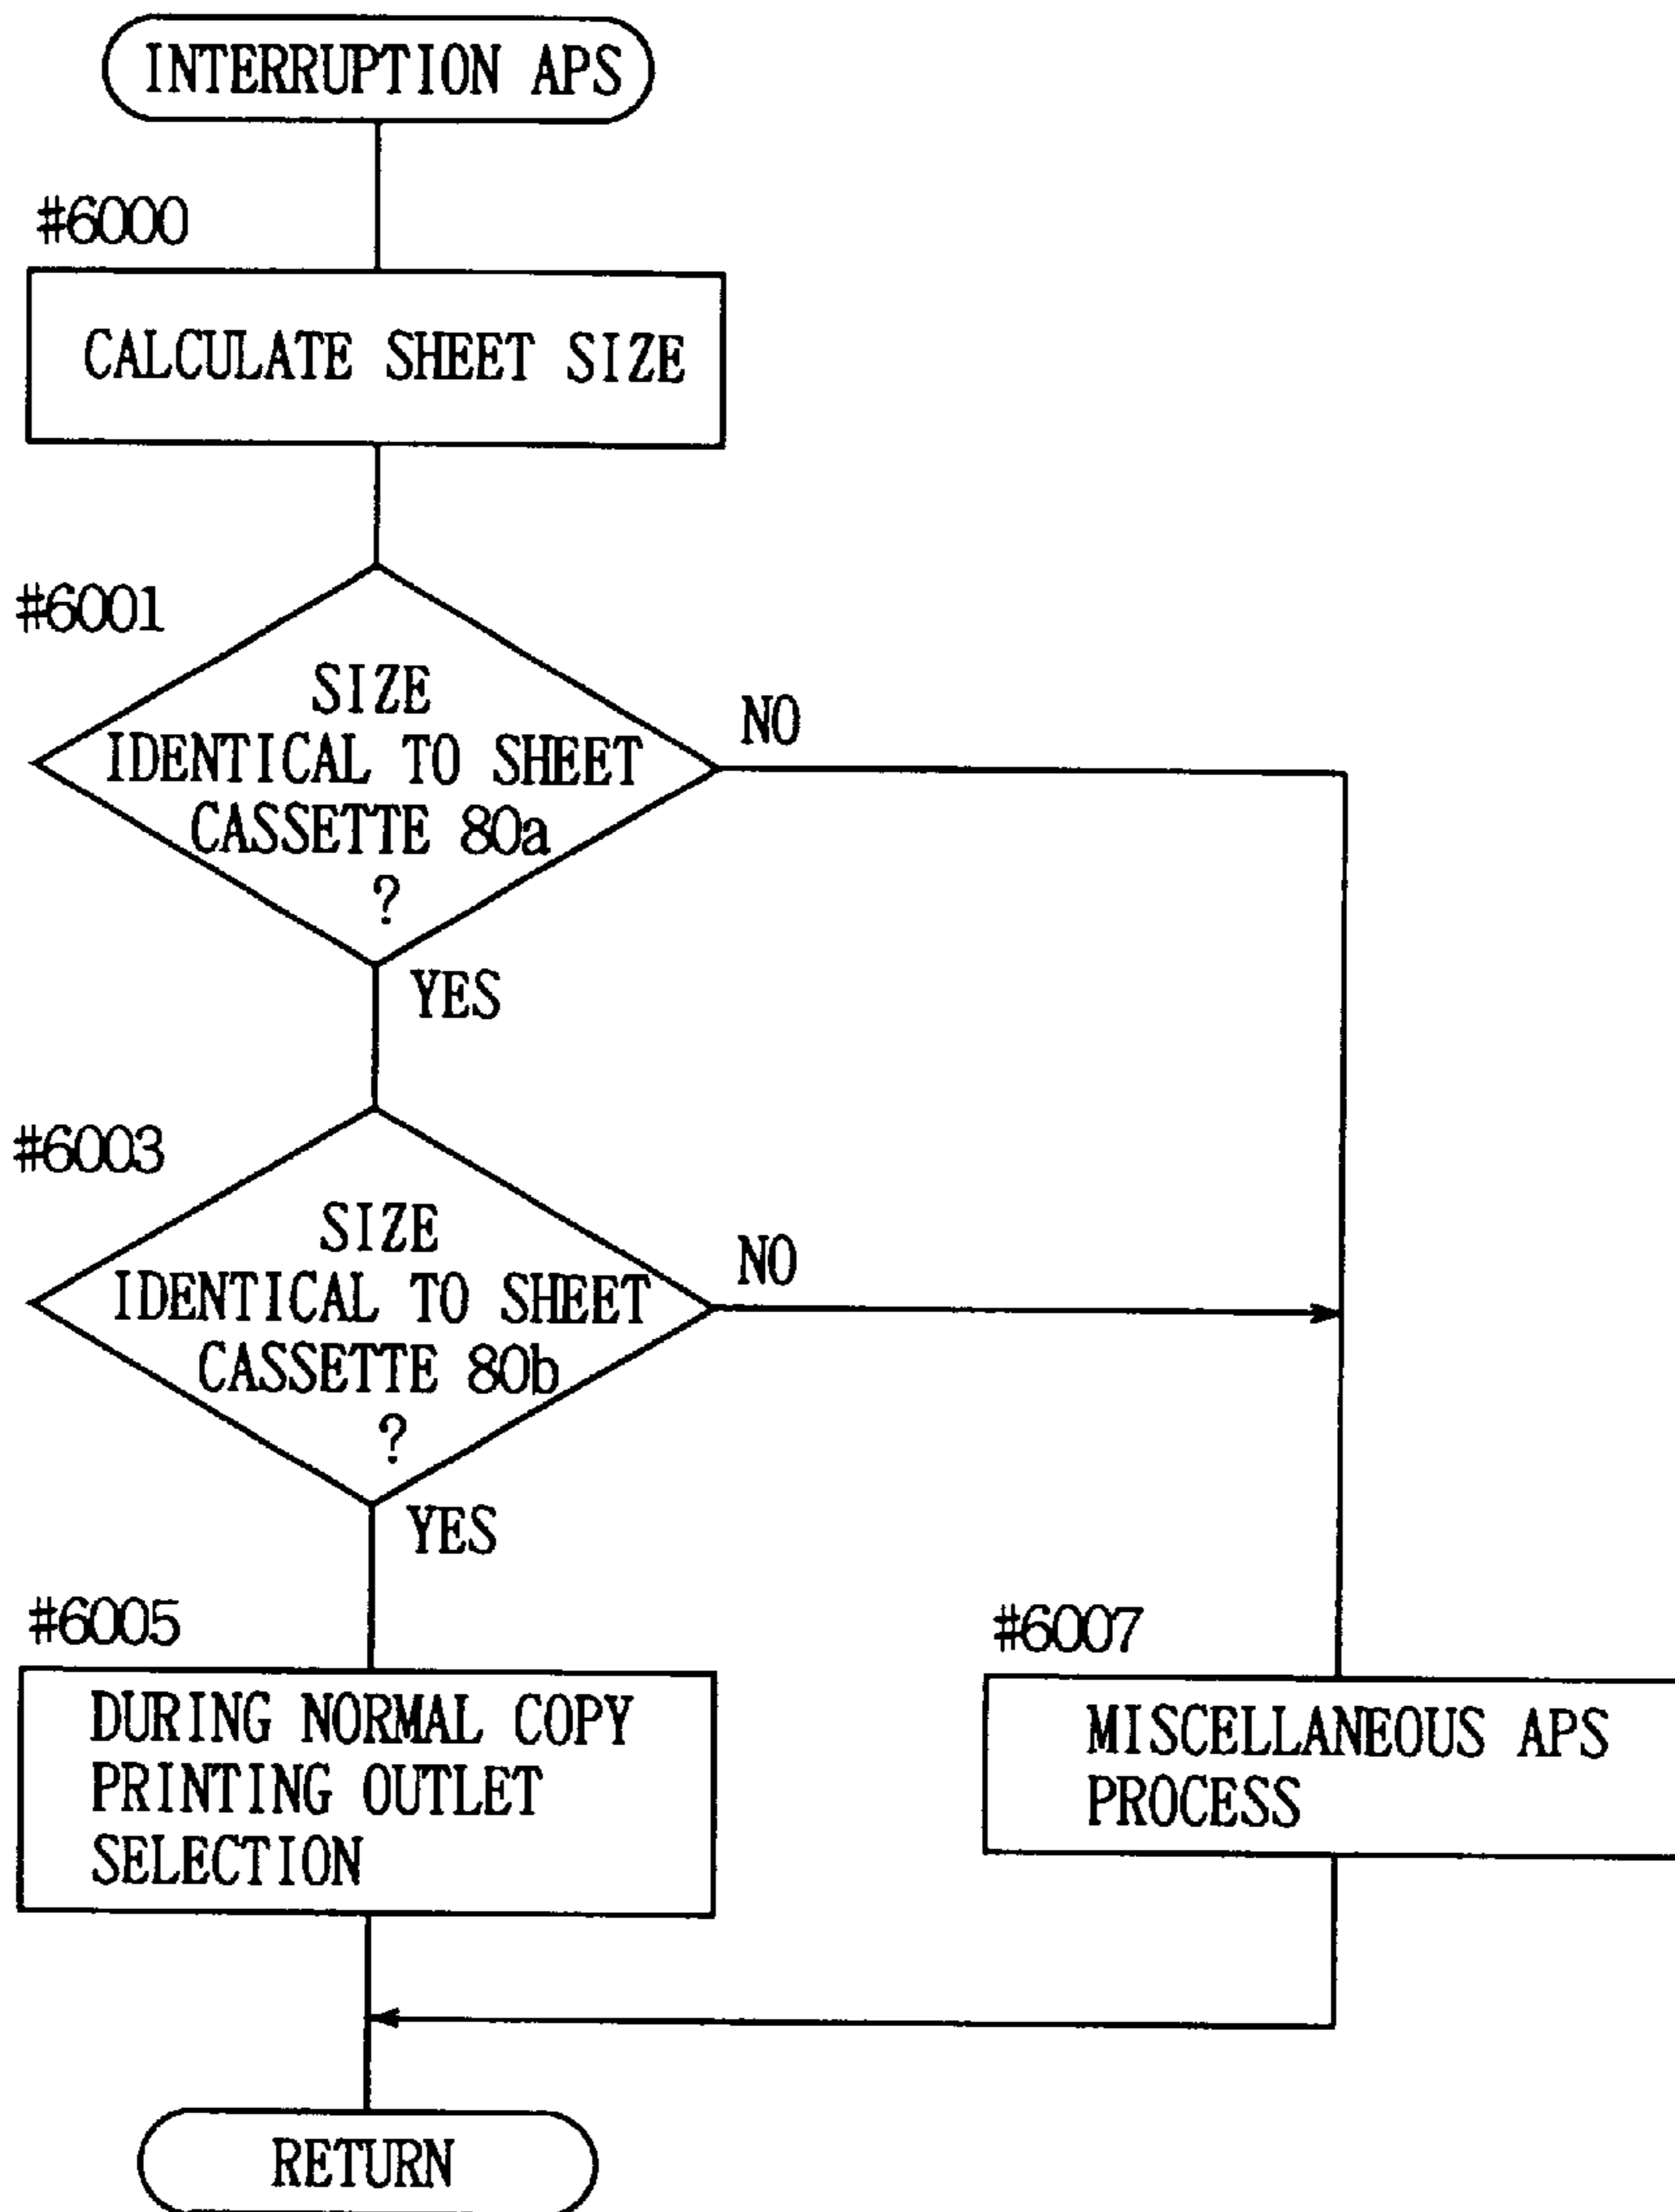 INTERRUPTION APS
#6000
CALCULATE SHEET SIZE
#6001
SIZE
IDENTICAL TO SHEET
CASSETTE 80a
?
NO
YES
#6003
SIZE
IDENTICAL TO SHEET
CASSETTE 80b
?
NO
YES
#6005
DURING NORMAL COPY
PRINTING OUTLET
SELECTION
#6007
MISCELLANEOUS APS
PROCESS
RETURN